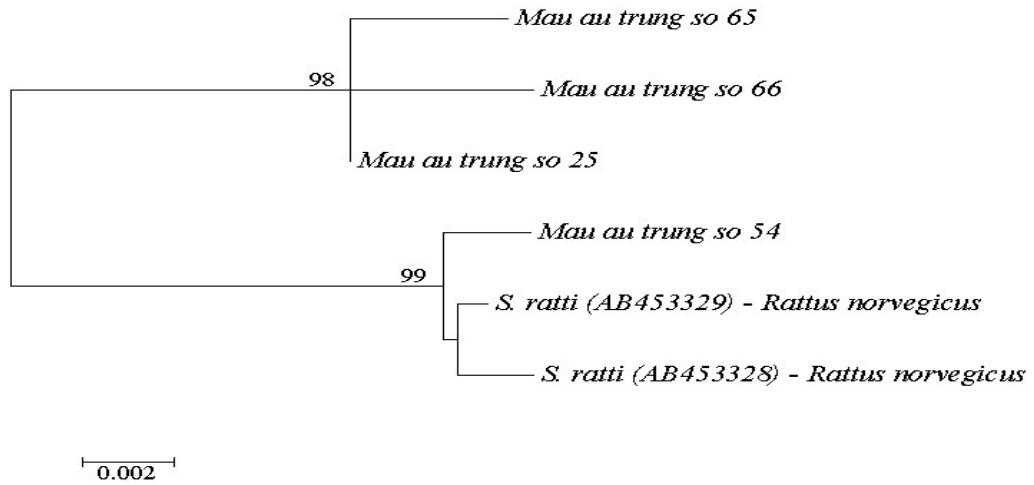 Mau au trung so 65
98
Mau au trung so 66
Mau au trung so 25
Mau au trung so 54
99
S. ratti (AB453329) - Rattus norvegicus
S. ratti (AB453328) - Rattus norvegicus
0.002